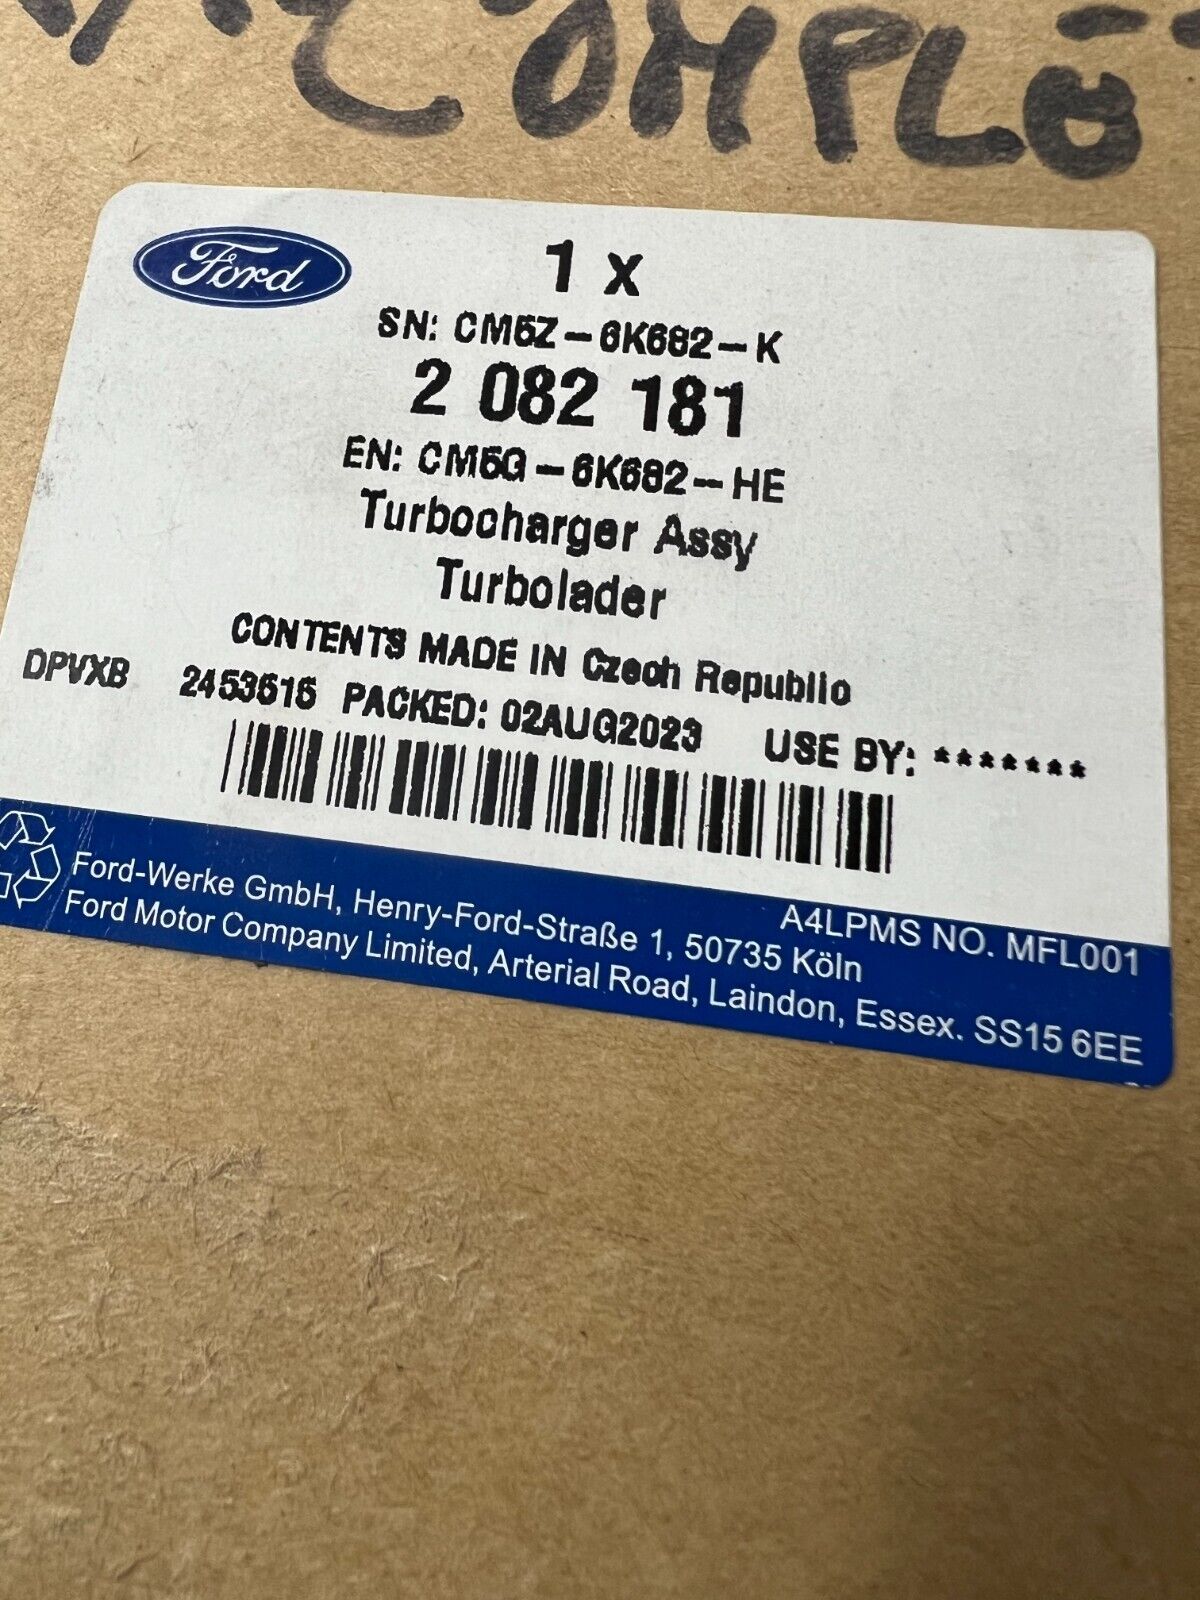 COMPLÈT
Ford
1 x
SN: CM5Z-6K682-K
2 082 181
EN: CM5G-6K682-HE
Turbocharger Assy
Turbolader
CONTENTS MADE IN Czech Republic
DPVXB 2453515 PACKED: 02AUG2023 USE BY: *******
A4LPMS NO. MFL001
Ford-Werke GmbH, Henry-Ford-Straße 1, 50735 Köln
Ford Motor Company Limited, Arterial Road, Laindon, Essex. SS15 6EE